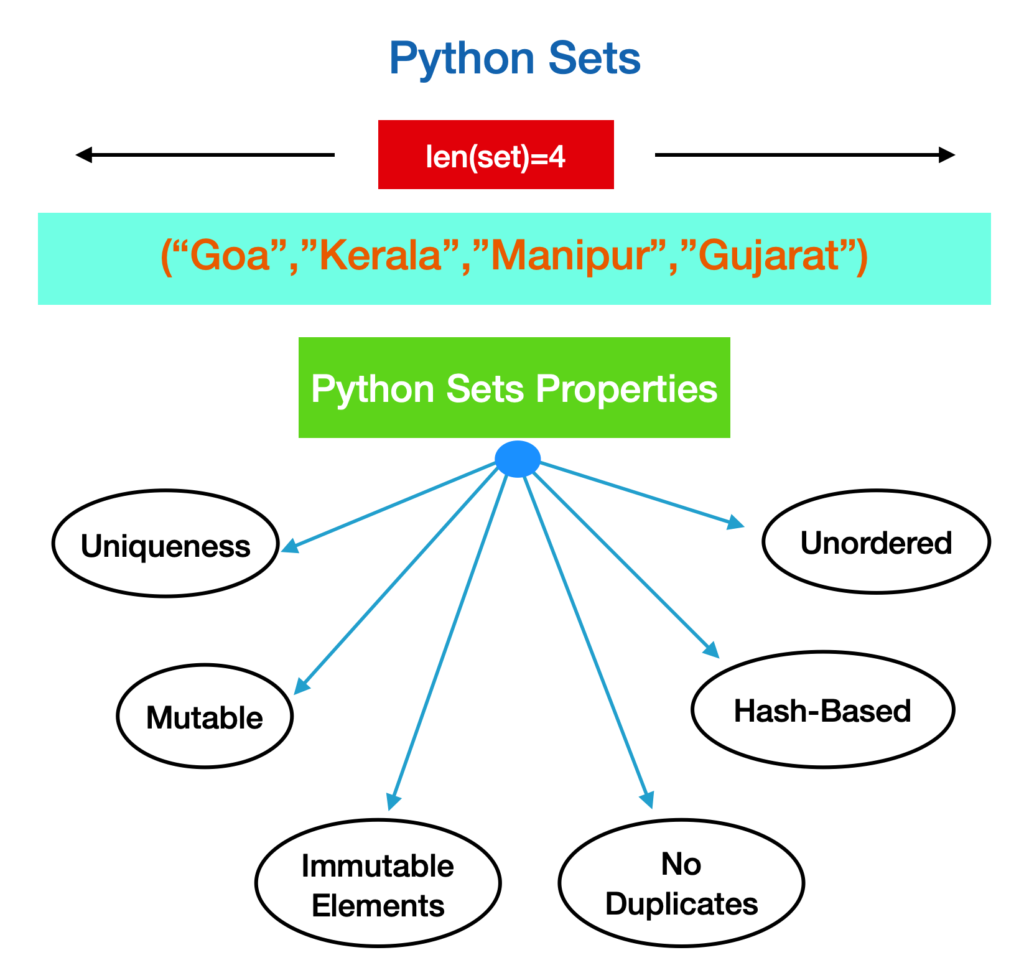 Python Sets
len(set)=4
(“Goa”,”Kerala”,”Manipur”,”Gujarat”)
Python Sets Properties
Uniqueness
Unordered
Mutable
Hash-Based
Immutable
Elements
No
Duplicates